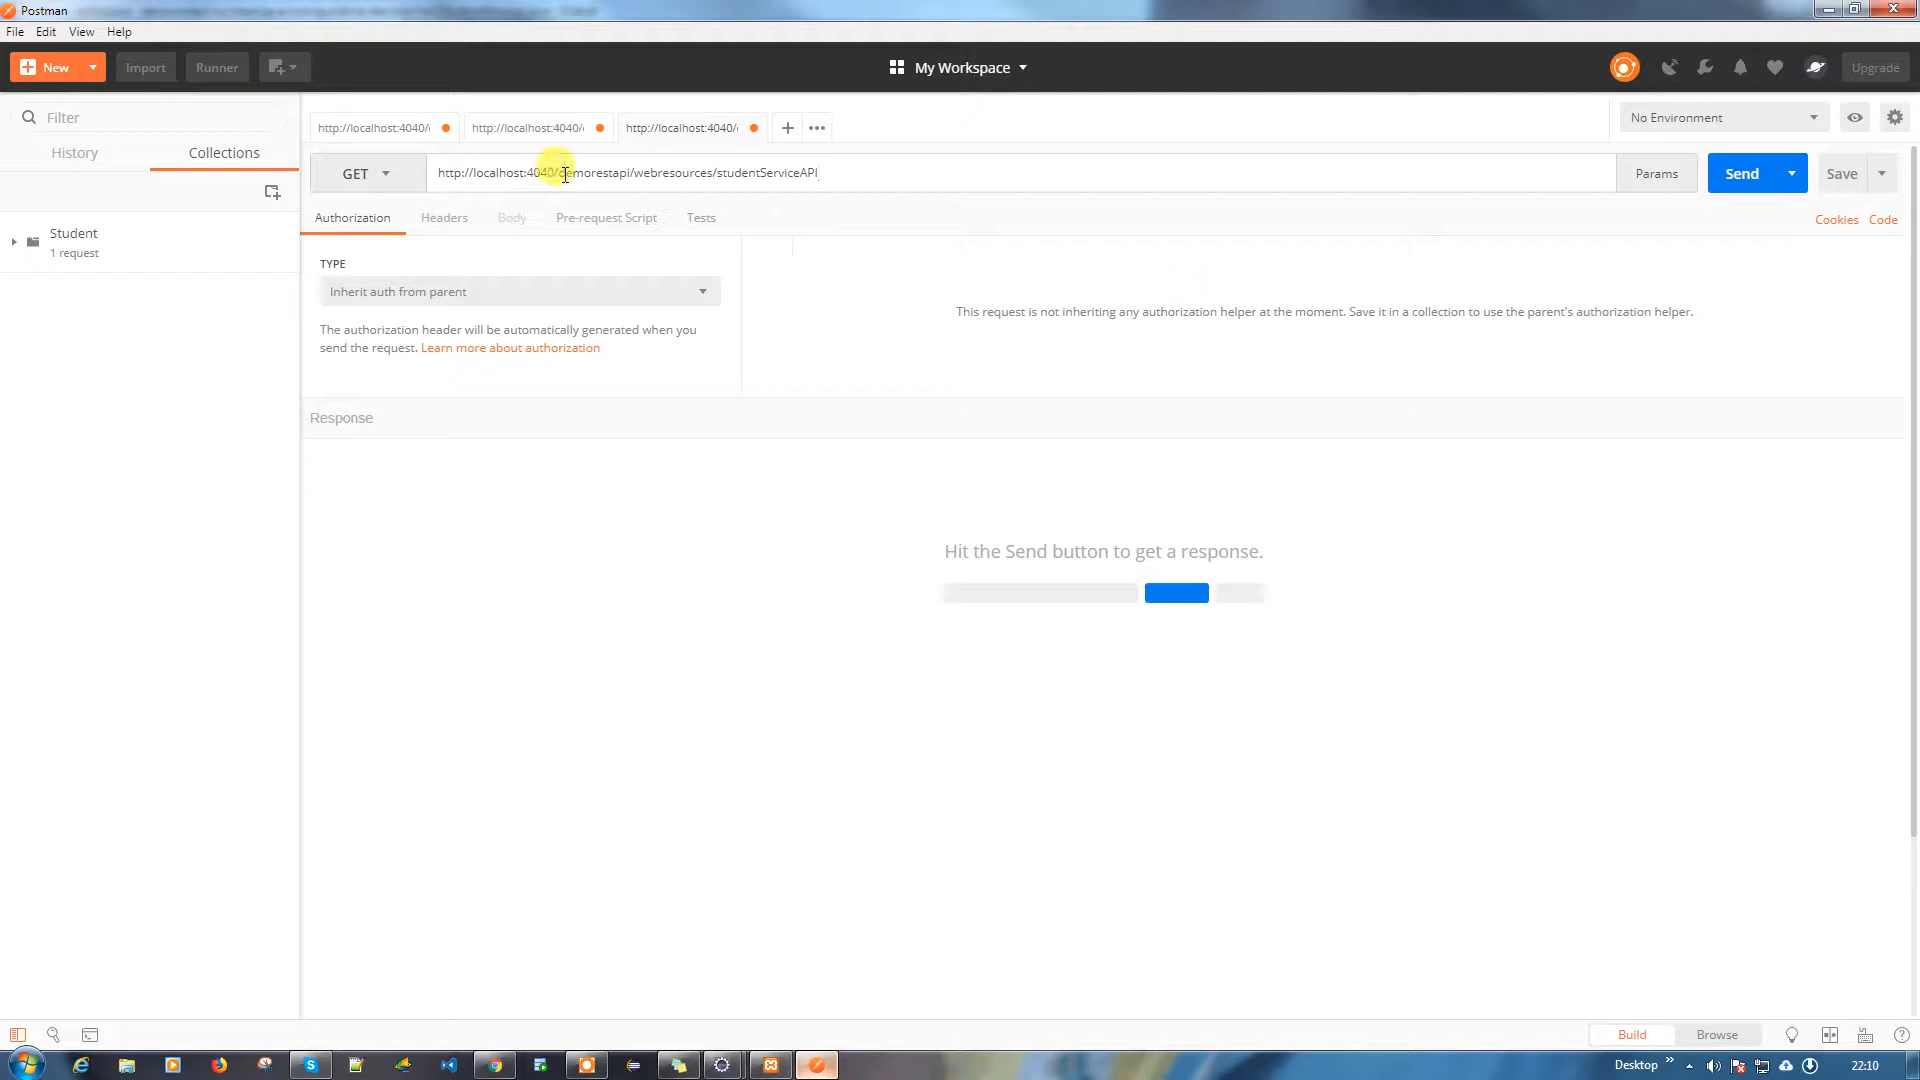 Postman
File Edit View Help
New Import Runner My Workspace Upgrade
Filter
History Collections
Student
1 request
http://localhost:4040/ http://localhost:4040/ http://localhost:4040/ No Environment
GET http://localhost:4040/demorestapi/webresources/studentServiceAPI Params Send Save
Authorization Headers Body Pre-request Script Tests Cookies Code
TYPE
Inherit auth from parent
The authorization header will be automatically generated when you
send the request. Learn more about authorization
This request is not inheriting any authorization helper at the moment. Save it in a collection to use the parent's authorization helper.
Response
Hit the Send button to get a response.
Build Browse
Desktop 22:10